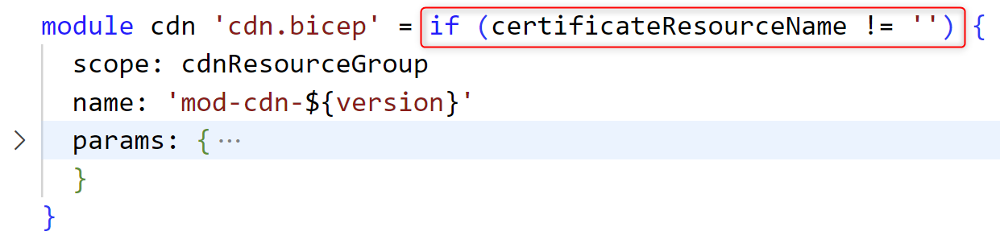 module cdn 'cdn.bicep' = if (certificateResourceName != '') {
  scope: cdnResourceGroup
  name: 'mod-cdn-${version}'
> params: {···
  }
}